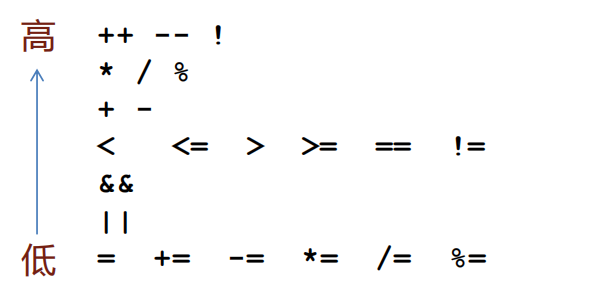 高 ++ -- !
* / %
+ -
< <= > >= == !=
&&
||
低 = += -= *= /= %=